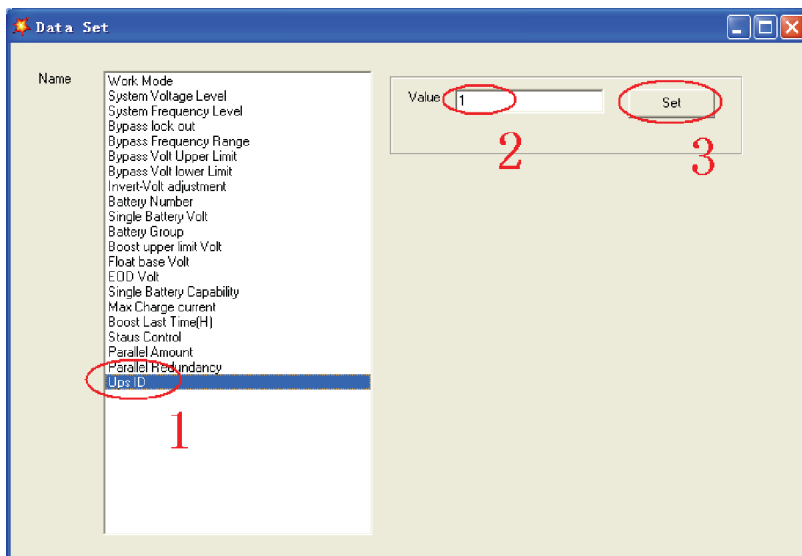 Data Set
Name
Work Mode
System Voltage Level
System Frequency Level
Bypass lock out
Bypass Frequency Range
Bypass Volt Upper Limit
Bypass Volt lower Limit
Invert-Volt adjustment
Battery Number
Single Battery Volt
Battery Group
Boost upper limit Volt
Float base Volt
EOD Volt
Single Battery Capability
Max Charge current
Boost Last Time(H)
Staus Control
Parallel Amount
Parallel Redundancy
Ups ID
1
Value 1
Set
2
3